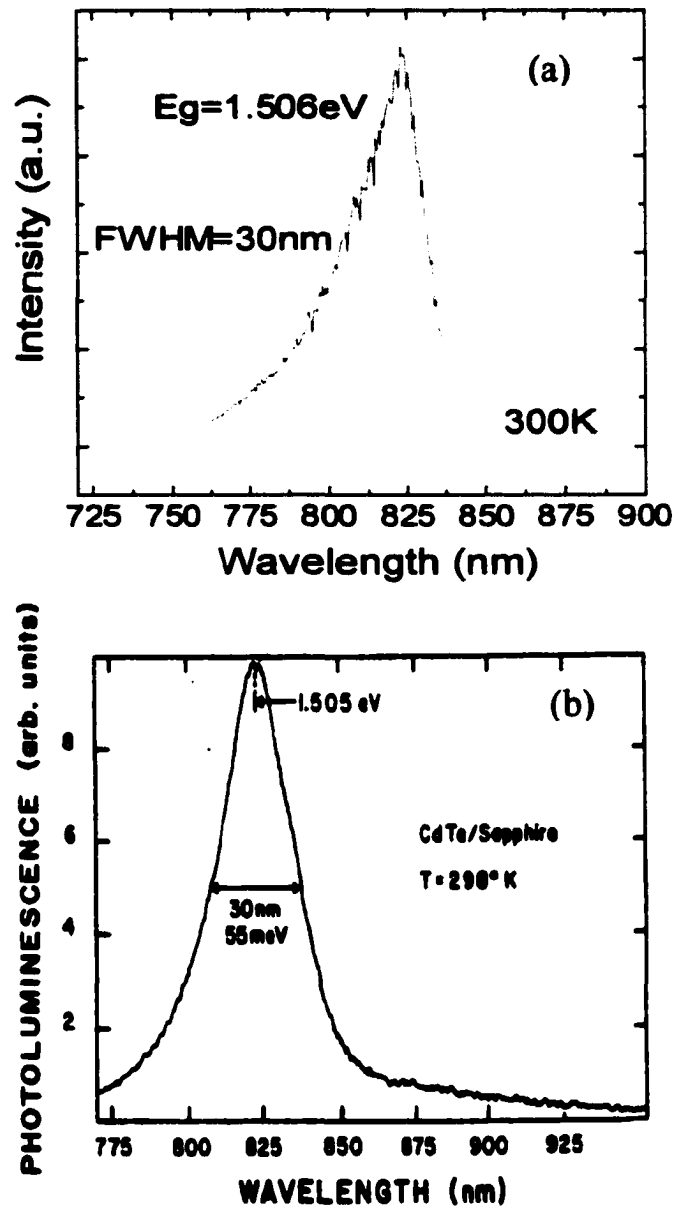 (a)
Eg=1.506eV
FWHM=30nm
300K
Intensity (a.u.)
725 750 775 800 825 850 875 900
Wavelength (nm)
(b)
1.505 eV
8
6
4
2
CdTe/Sapphire
T=298° K
30nm
55meV
PHOTOLUMINESCENCE (arb. units)
775 800 825 850 875 900 925
WAVELENGTH (nm)